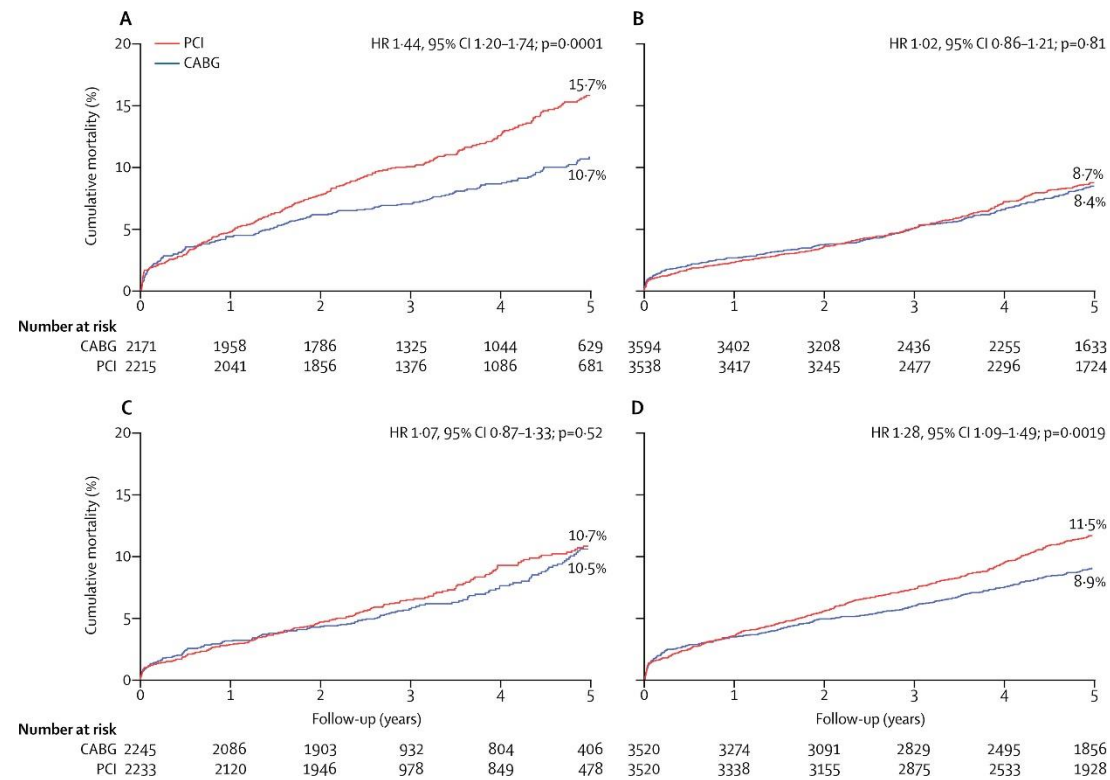 A
B
PCI
CABG
HR 1·44, 95% CI 1·20–1·74; p=0·0001
HR 1·02, 95% CI 0·86–1·21; p=0·81
Cumulative mortality (%)
20
15
10
5
0
15·7%
10·7%
8·7%
8·4%
0 1 2 3 4 5
0 1 2 3 4 5
Number at risk
CABG 2171 1958 1786 1325 1044 629 3594 3402 3208 2436 2255 1633
PCI 2215 2041 1856 1376 1086 681 3538 3417 3245 2477 2296 1724
C
D
HR 1·07, 95% CI 0·87–1·33; p=0·52
HR 1·28, 95% CI 1·09–1·49; p=0·0019
Cumulative mortality (%)
20
15
10
5
0
10·7%
10·5%
11·5%
8·9%
0 1 2 3 4 5
0 1 2 3 4 5
Follow-up (years)
Follow-up (years)
Number at risk
CABG 2245 2086 1903 932 804 406 3520 3274 3091 2829 2495 1856
PCI 2233 2120 1946 978 849 478 3520 3338 3155 2875 2533 1928